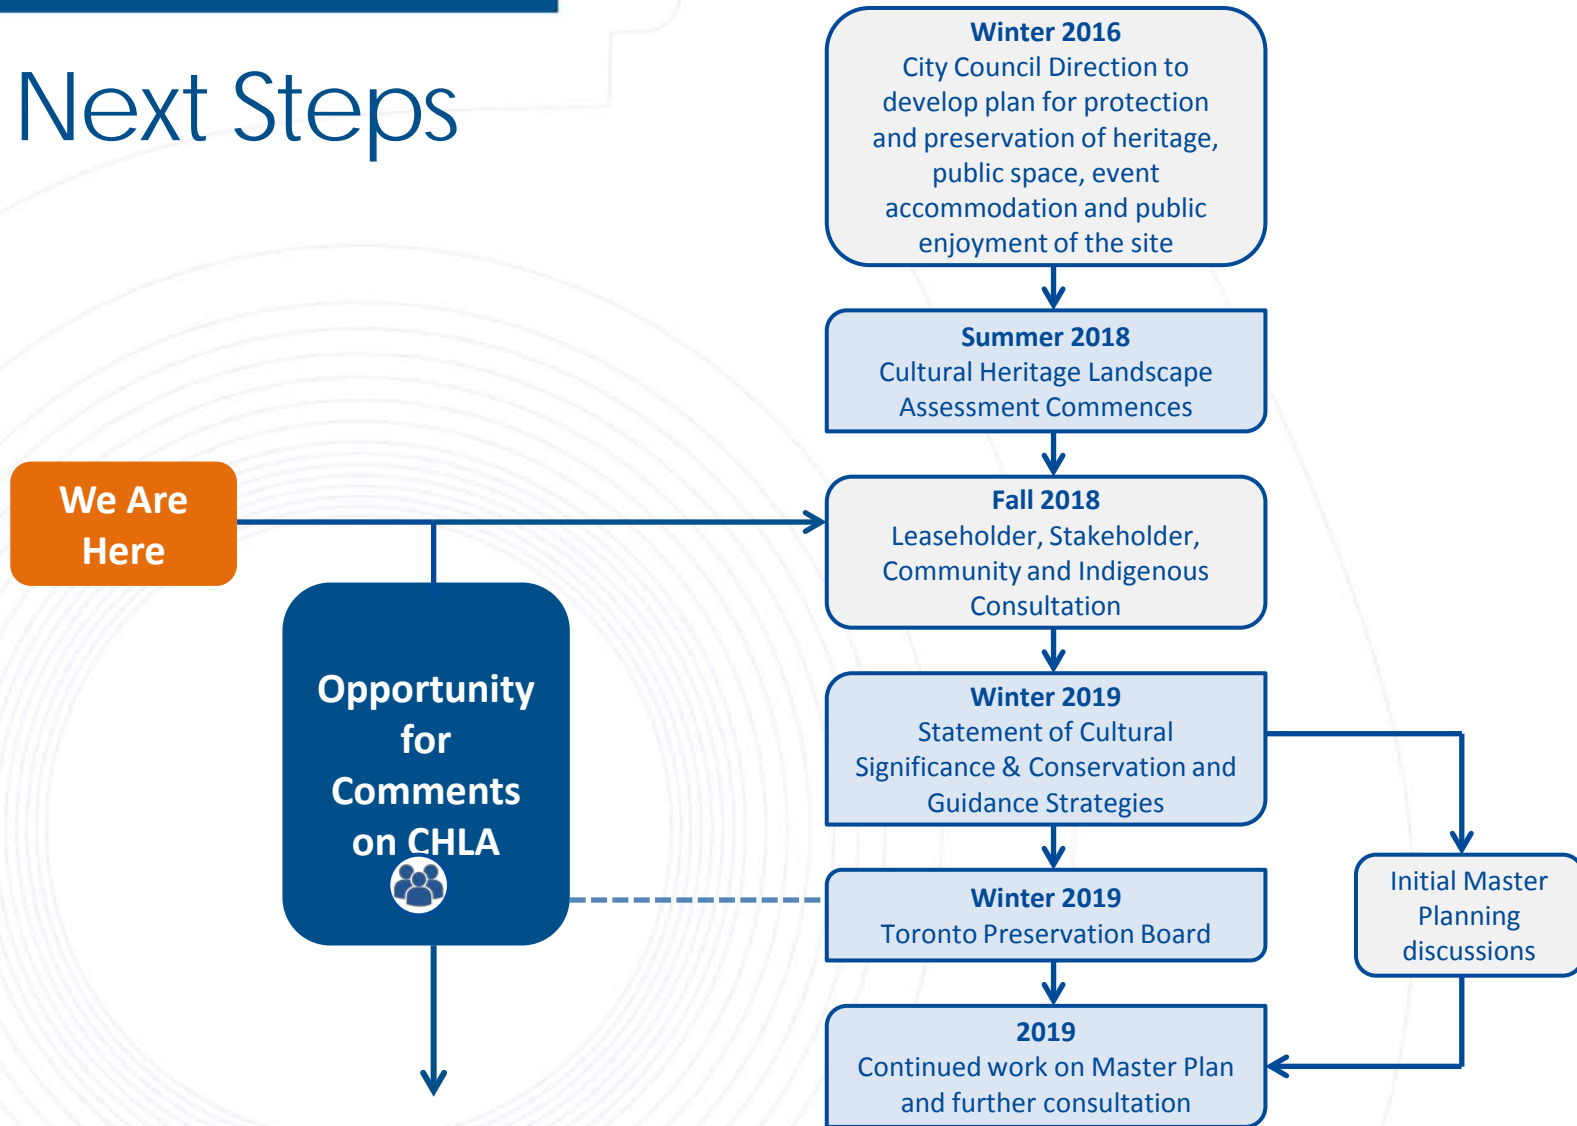 Next Steps
Winter 2016
City Council Direction to
develop plan for protection
and preservation of heritage,
public space, event
accommodation and public
enjoyment of the site
Summer 2018
Cultural Heritage Landscape
Assessment Commences
We Are
Here
Fall 2018
Leaseholder, Stakeholder,
Community and Indigenous
Consultation
Opportunity
for
Comments
on CHLA
Winter 2019
Statement of Cultural
Significance & Conservation and
Guidance Strategies
Winter 2019
Toronto Preservation Board
Initial Master
Planning
discussions
2019
Continued work on Master Plan
and further consultation